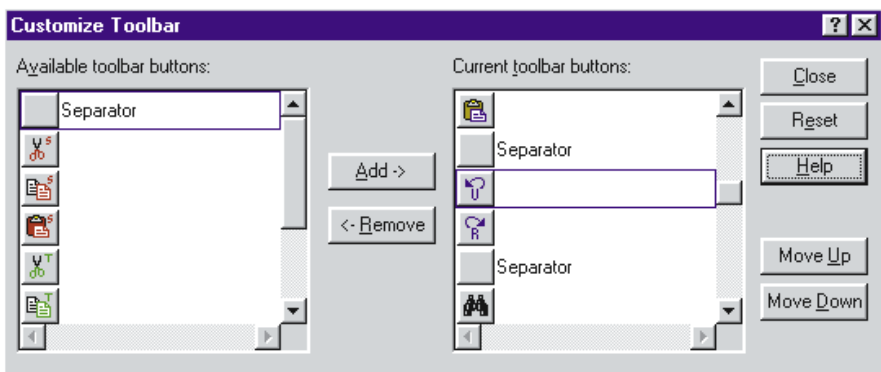 Customize Toolbar
Available toolbar buttons:
Separator
S
S
S
T
T
Add ->
<- Remove
Current toolbar buttons:
Separator
U
R
Separator
Close
Reset
Help
Move Up
Move Down